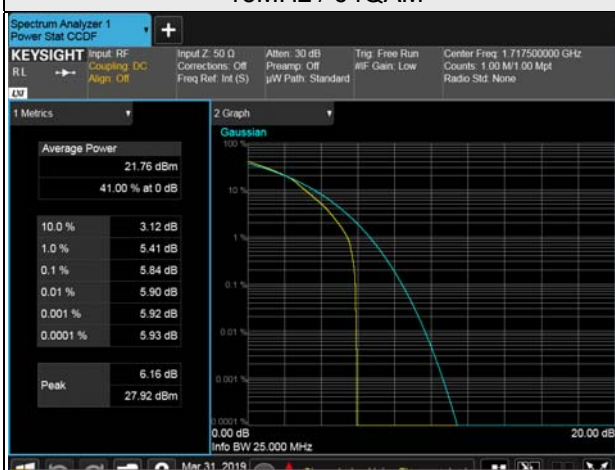 Spectrum Analyzer 1
Power Stat CCDF
KEYSIGHT
RL
LXI
Input: RF
Coupling: DC
Align: Off
Input Z: 50 Ω
Corrections: Off
Freq Ref: Int (S)
Atten: 30 dB
Preamp: Off
µW Path: Standard
Trig: Free Run
#IF Gain: Low
Center Freq: 1.717500000 GHz
Counts: 1.00 M/1.00 Mpt
Radio Std: None
1 Metrics
Average Power
21.76 dBm
41.00 % at 0 dB
10.0 % 3.12 dB
1.0 % 5.41 dB
0.1 % 5.84 dB
0.01 % 5.90 dB
0.001 % 5.92 dB
0.0001 % 5.93 dB
Peak
6.16 dB
27.92 dBm
2 Graph
Gaussian
100 %
10 %
1 %
0.1 %
0.01 %
0.001 %
0.0001 %
0.00 dB 20.00 dB
Info BW 25.000 MHz
Mar 31, 2019